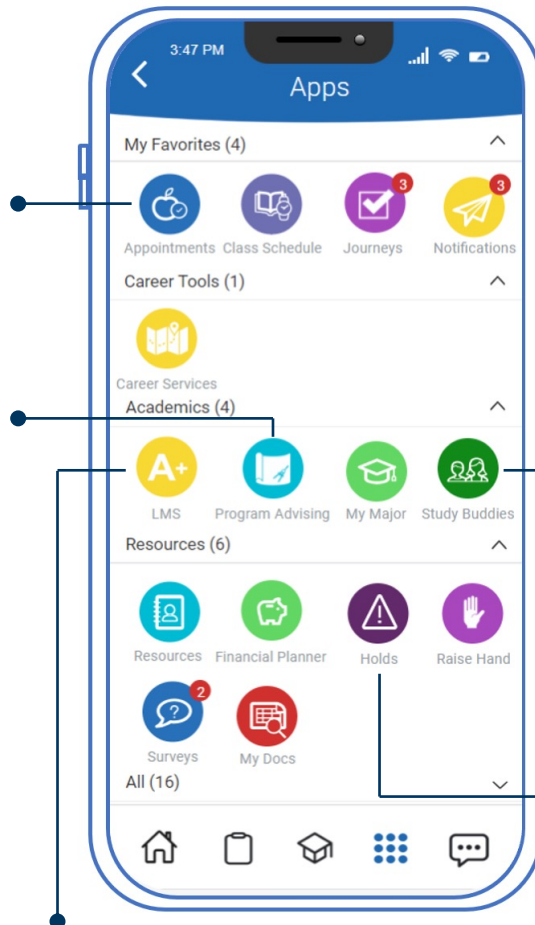 3:47 PM
Apps
My Favorites (4)
3
3
Appointments Class Schedule Journeys Notifications
Career Tools (1)
Career Services
Academics (4)
A+
LMS Program Advising My Major Study Buddies
Resources (6)
Resources Financial Planner Holds Raise Hand
?
2
Surveys My Docs
All (16)